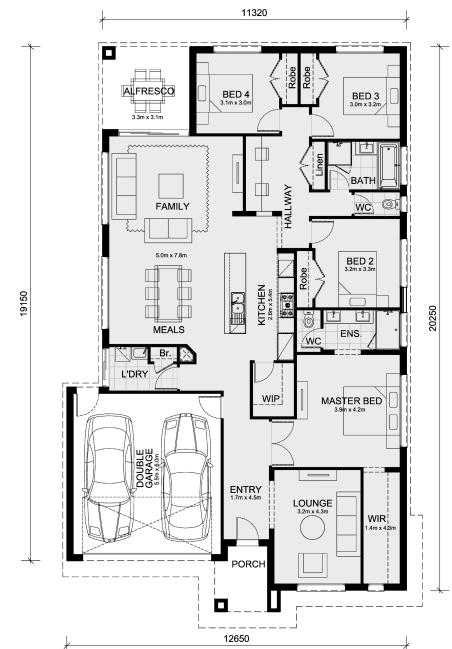 11320
ALFRESCO
3.3m x 3.1m
BED 4
3.1m x 3.0m
Robe
Robe
BED 3
3.0m x 3.2m
Linen
BATH
WC
FAMILY
HALLWAY
5.0m x 7.8m
BED 2
3.2m x 3.3m
Robe
KITCHEN
2.6m x 5.4m
19150
20250
MEALS
WC
ENS
Br.
L'DRY
WIP
MASTER BED
3.9m x 4.2m
DOUBLE
GARAGE
5.5m x 6.0m
ENTRY
1.7m x 4.5m
LOUNGE
3.2m x 4.3m
WIR
1.4m x 4.2m
PORCH
12650